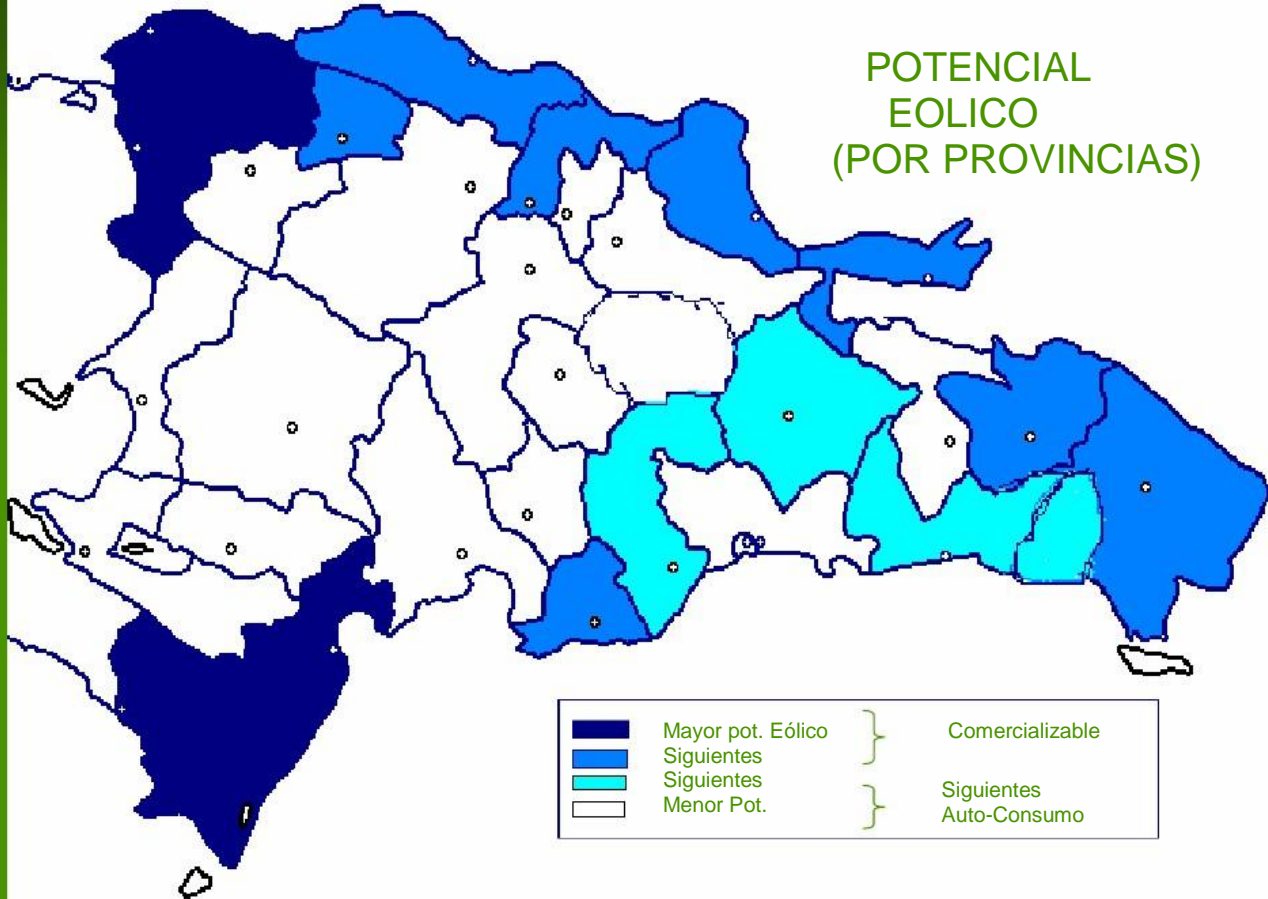 POTENCIAL
EOLICO
(POR PROVINCIAS)
Mayor pot. Eólico
Siguientes
Comercializable
Siguientes
Menor Pot.
Siguientes
Auto-Consumo